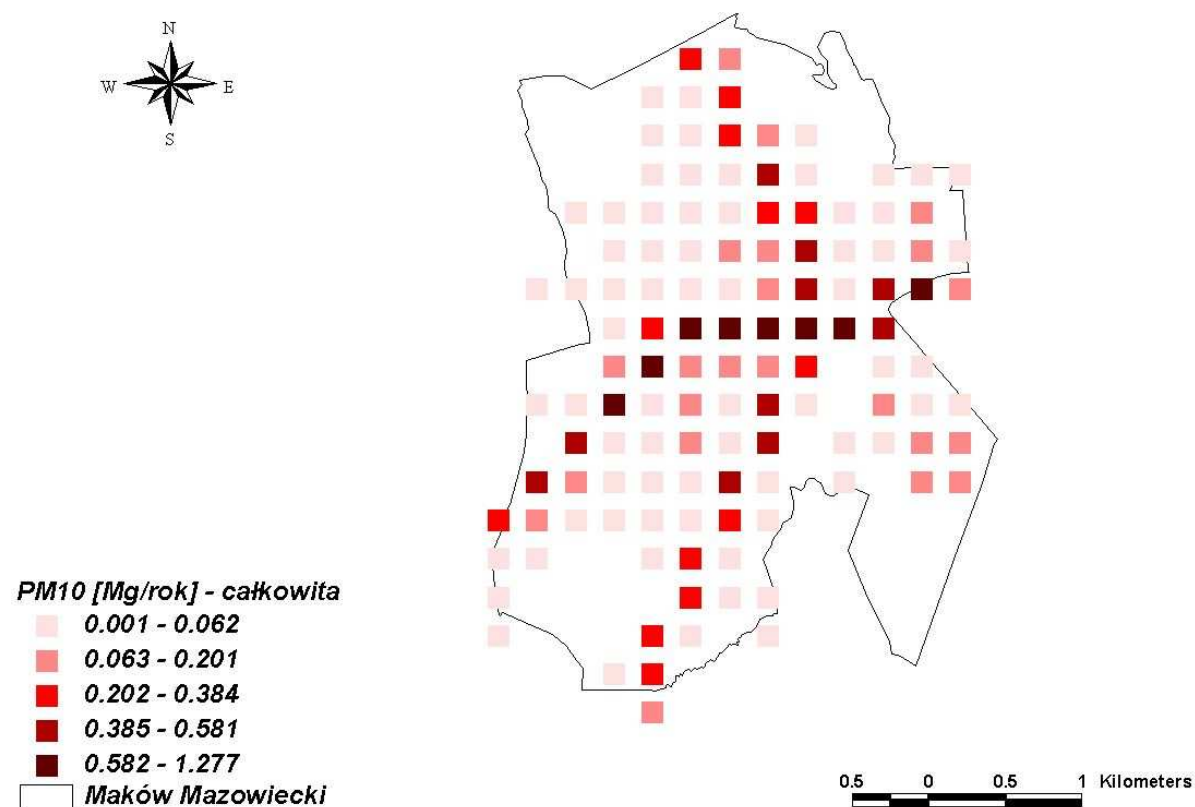 N
W E
S
PM10 [Mg/rok] - całkowita
0.001 - 0.062
0.063 - 0.201
0.202 - 0.384
0.385 - 0.581
0.582 - 1.277
Maków Mazowiecki
0.5 0 0.5 1 Kilometers